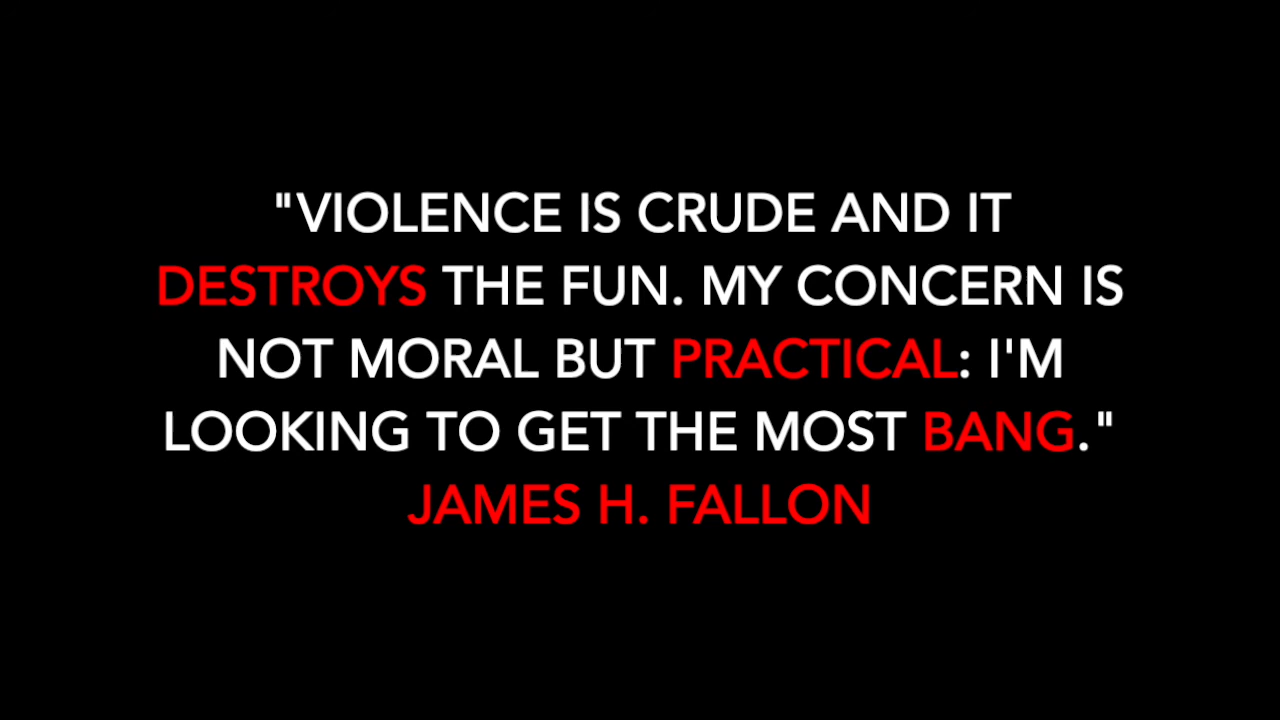 "VIOLENCE IS CRUDE AND IT
DESTROYS THE FUN. MY CONCERN IS
NOT MORAL BUT PRACTICAL: I'M
LOOKING TO GET THE MOST BANG."
JAMES H. FALLON